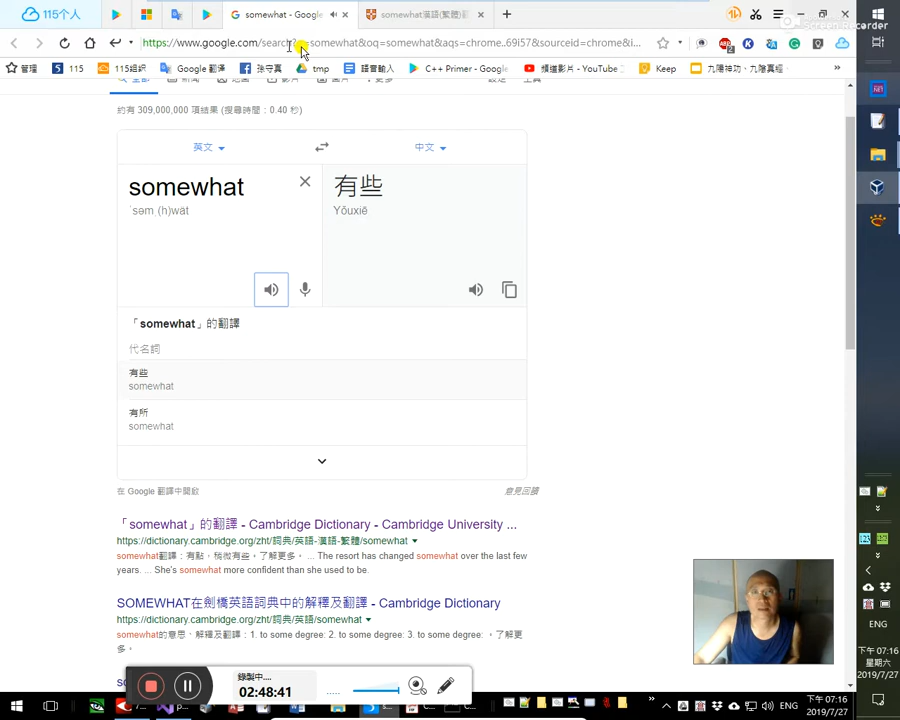 115个人
somewhat - Google
somewhat漢語(繁體)翻
Screen Recorder
https://www.google.com/search?q=somewhat&oq=somewhat&aqs=chrome..69i57&sourceid=chrome&i...
管理
115
115組織
Google 翻譯
孫守真
tmp
語音輸入
C++ Primer - Google
頻道影片 - YouTube
Keep
九陽神功、九陰真經
約有 309,000,000 項結果 (搜尋時間：0.40 秒)
英文
中文
somewhat
ˈsəm (h)wät
有些
Yǒuxiē
「somewhat」的翻譯
代名詞
有些
somewhat
有所
somewhat
在 Google 翻譯中開啟
意見回饋
「somewhat」的翻譯 - Cambridge Dictionary - Cambridge University ...
https://dictionary.cambridge.org/zht/詞典/英語-漢語-繁體/somewhat
somewhat翻譯：有點，稍微有些。了解更多。 ... The resort has changed somewhat over the last few
years. ... She's somewhat more confident than she used to be.
SOMEWHAT在劍橋英語詞典中的解釋及翻譯 - Cambridge Dictionary
https://dictionary.cambridge.org/zht/詞典/英語/somewhat
somewhat的意思、解釋及翻譯：1. to some degree: 2. to some degree: 3. to some degree: ，了解更
多。
錄製中....
02:48:41
ENG
下午 07:16
星期六
2019/7/27
ENG
下午 07:16
2019/7/27